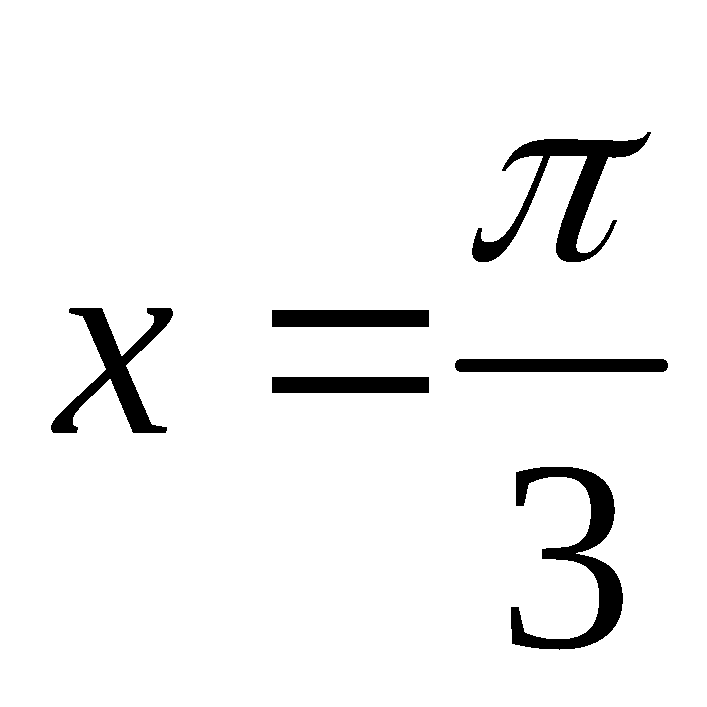 x = π/3